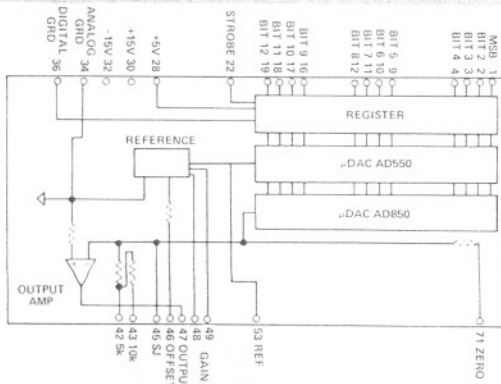 DIGITAL GRD 36
ANALOG GRD 34
-15V 32
+15V 30
+5V 28
STROBE 22
BIT 12 19
BIT 11 18
BIT 10 17
BIT 9 16
BIT 8 12
BIT 7 11
BIT 6 10
BIT 5 9
BIT 4 4
BIT 3 3
BIT 2 2
MSB 1
REGISTER
REFERENCE
µDAC AD550
µDAC AD850
OUTPUT
AMP
42 5k
43 10k
45 SJ
46 OFFSET
47 OUTPU
48
49 GAIN
53 REF
71 ZERO